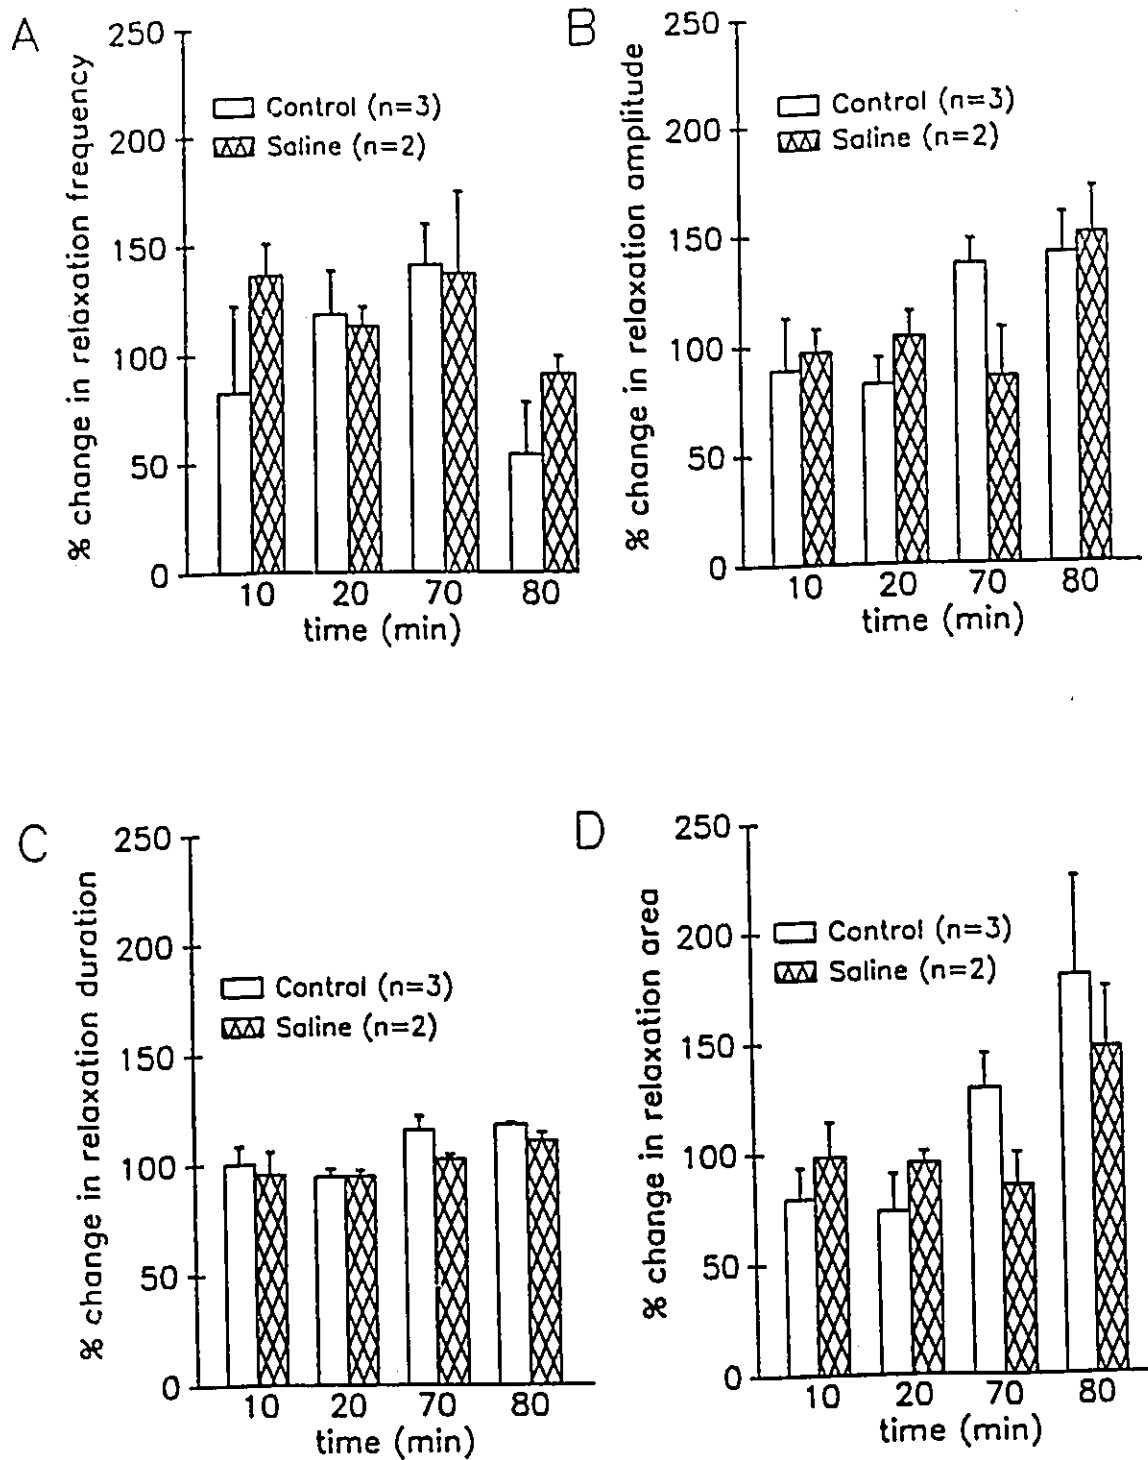 A
% change in relaxation frequency
250
200
150
100
50
0
Control (n=3)
Saline (n=2)
10 20 70 80
time (min)
B
% change in relaxation amplitude
250
200
150
100
50
0
Control (n=3)
Saline (n=2)
10 20 70 80
time (min)
C
% change in relaxation duration
250
200
150
100
50
0
Control (n=3)
Saline (n=2)
10 20 70 80
time (min)
D
% change in relaxation area
250
200
150
100
50
0
Control (n=3)
Saline (n=2)
10 20 70 80
time (min)